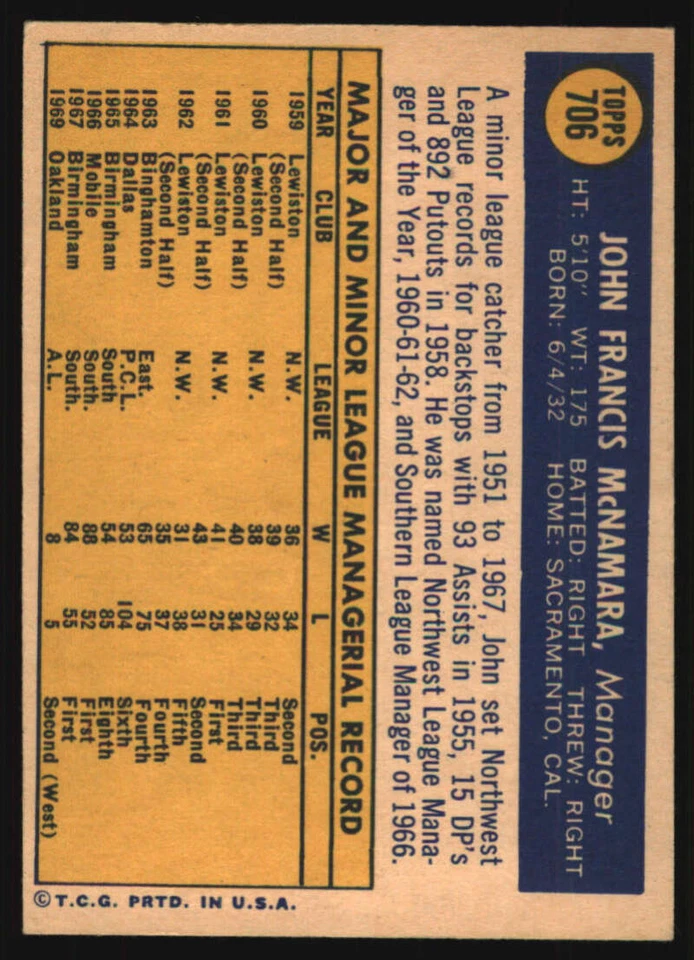 TOPPS
706
JOHN FRANCIS McNAMARA, Manager
HT: 5'10" WT: 175 BATTED: RIGHT THREW: RIGHT
BORN: 6/4/32 HOME: SACRAMENTO, CAL.
A minor league catcher from 1951 to 1967, John set Northwest
League records for backstops with 93 Assists in 1955, 15 DP's
and 892 Putouts in 1958. He was named Northwest League Mana-
ger of the Year, 1960-61-62, and Southern League Manager of 1966.
MAJOR AND MINOR LEAGUE MANAGERIAL RECORD
YEAR CLUB LEAGUE W L POS.
1959 Lewiston N.W. 36 34 Second
(Second Half) 39 32 Third
1960 Lewiston N.W. 38 29 Third
(Second Half) 40 34 Third
1961 Lewiston N.W. 41 25 First
(Second Half) 43 31 Second
1962 Lewiston N.W. 31 38 Fifth
(Second Half) 35 37 Fourth
1963 Binghamton East. 65 75 Fourth
1964 Dallas P.C.L. 53 104 Sixth
1965 Birmingham South 54 85 Eighth
1966 Mobile South. 88 52 First
1967 Birmingham South. 84 55 First
1969 Oakland A.L. 8 5 Second (West)
© T.C.G. PRTD. IN U.S.A.